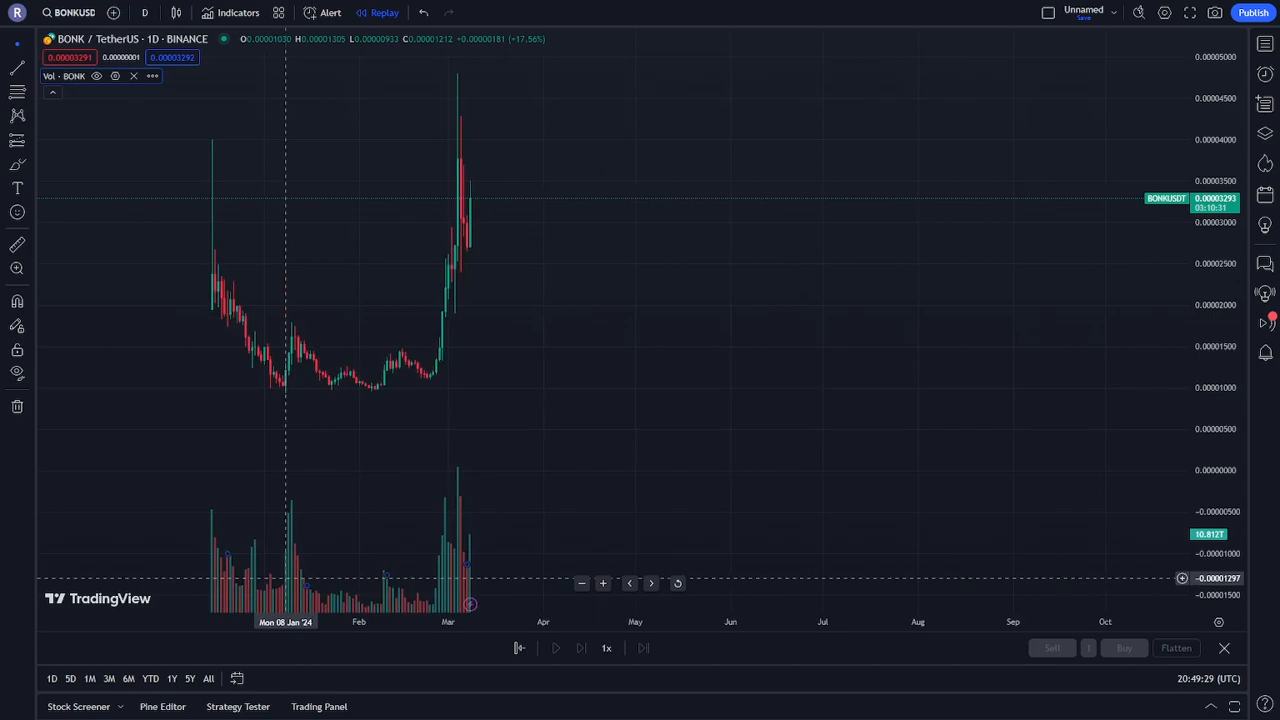 R BONKUSD D Indicators Alert Replay Unnamed Save Publish
BONK / TetherUS · 1D · BINANCE O0.00001030 H0.00001305 L0.00000933 C0.00001212 +0.00000181 (+17.56%)
0.00003291 0.00000001 0.00003292
Vol · BONK
0.00005000
0.00004500
0.00004000
0.00003500
BONKUSDT 0.00003293
03:10:31
0.00003000
0.00002500
0.00002000
0.00001500
0.00001000
0.00000500
0.00000000
−0.00000500
10.812T
−0.00001000
−0.00001297
−0.00001500
TradingView
Mon 08 Jan '24 Feb Mar Apr May Jun Jul Aug Sep Oct
1x Sell 1 Buy Flatten
1D 5D 1M 3M 6M YTD 1Y 5Y All 20:49:29 (UTC)
Stock Screener Pine Editor Strategy Tester Trading Panel